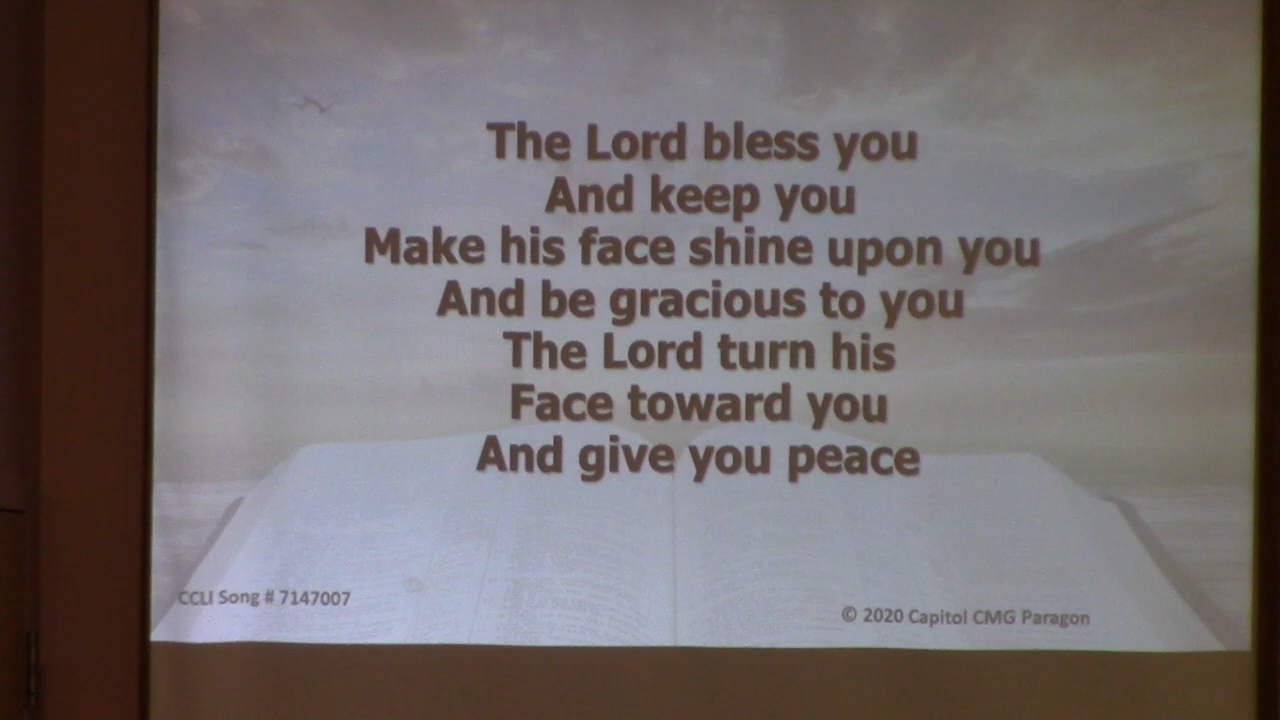 The Lord bless you
And keep you
Make his face shine upon you
And be gracious to you
The Lord turn his
Face toward you
And give you peace
CCLI Song # 7147007
© 2020 Capitol CMG Paragon